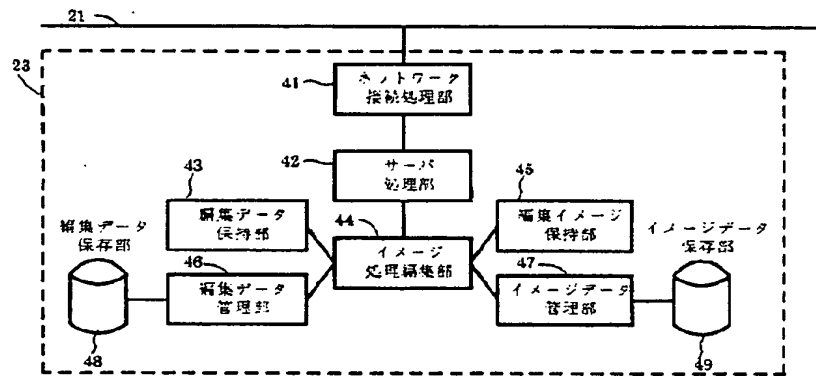 21
23
41
ネットワーク
接続処理部
42
サーバ
処理部
43
編集データ
保持部
44
イメージ
処理編集部
45
編集イメージ
保持部
編集データ
保存部
46
編集データ
管理部
47
イメージデータ
管理部
イメージデータ
保存部
48
49